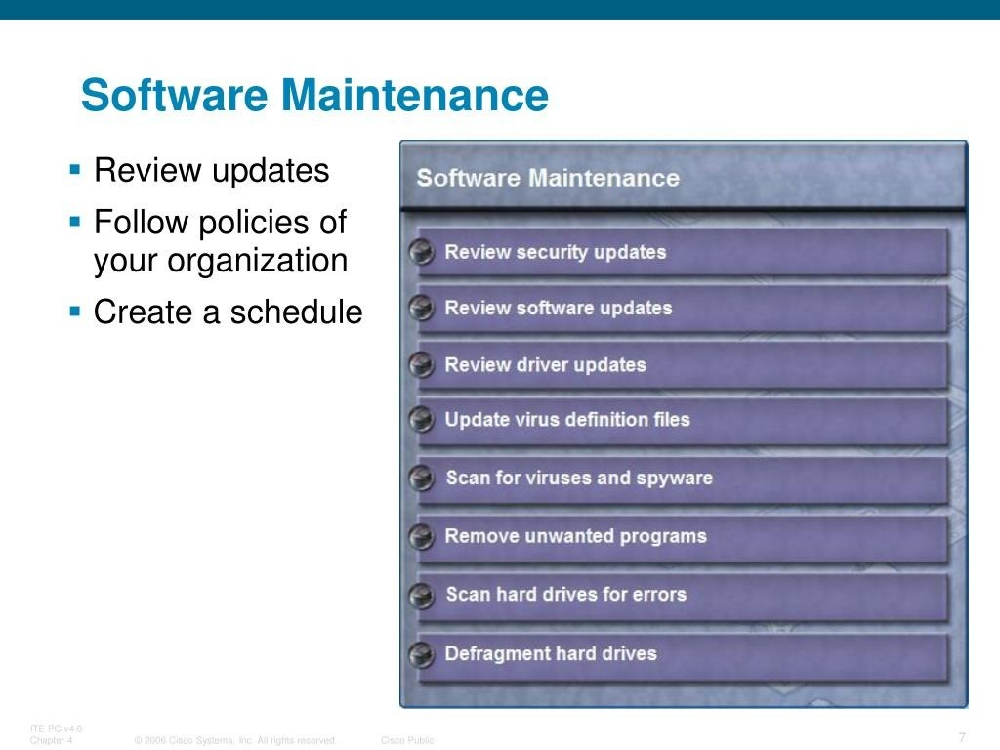 Software Maintenance
Review updates
Follow policies of
your organization
Create a schedule
Software Maintenance
Review security updates
Review software updates
Review driver updates
Update virus definition files
Scan for viruses and spyware
Remove unwanted programs
Scan hard drives for errors
Defragment hard drives
ITE PC v4.0
Chapter 4
© 2006 Cisco Systems, Inc. All rights reserved.
Cisco Public
7